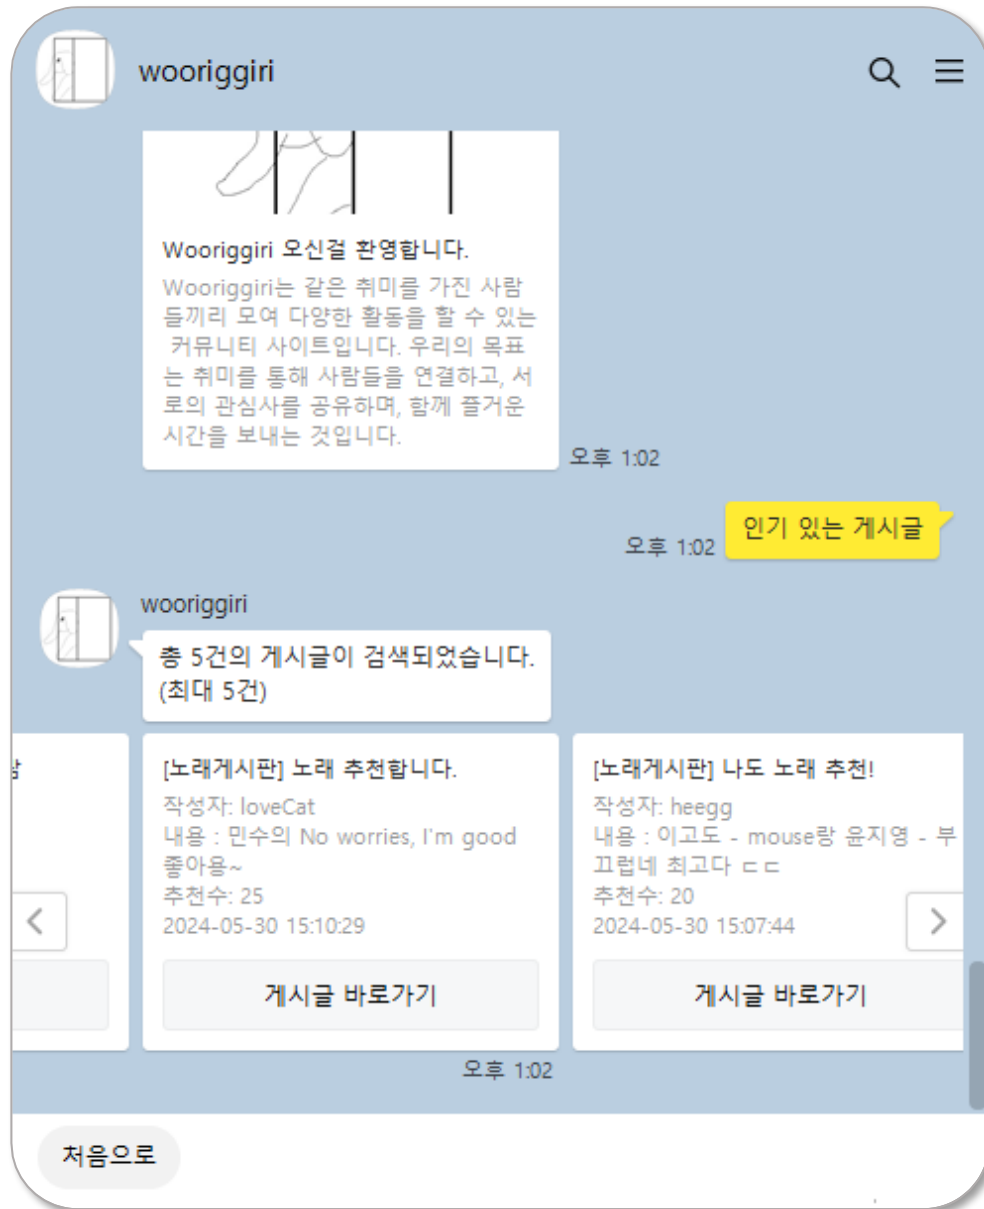 wooriggiri
Wooriggiri 오신걸 환영합니다.
Wooriggiri는 같은 취미를 가진 사람
들끼리 모여 다양한 활동을 할 수 있는
커뮤니티 사이트입니다. 우리의 목표
는 취미를 통해 사람들을 연결하고, 서
로의 관심사를 공유하며, 함께 즐거운
시간을 보내는 것입니다.
오후 1:02
인기 있는 게시글
오후 1:02
wooriggiri
총 5건의 게시글이 검색되었습니다.
(최대 5건)
[노래게시판] 노래 추천합니다.
작성자: loveCat
내용 : 민수의 No worries, I'm good
좋아용~
추천수: 25
2024-05-30 15:10:29
게시글 바로가기
[노래게시판] 나도 노래 추천!
작성자: heegg
내용 : 이고도 - mouse랑 윤지영 - 부
끄럽네 최고다 ㄷㄷ
추천수: 20
2024-05-30 15:07:44
게시글 바로가기
오후 1:02
처음으로